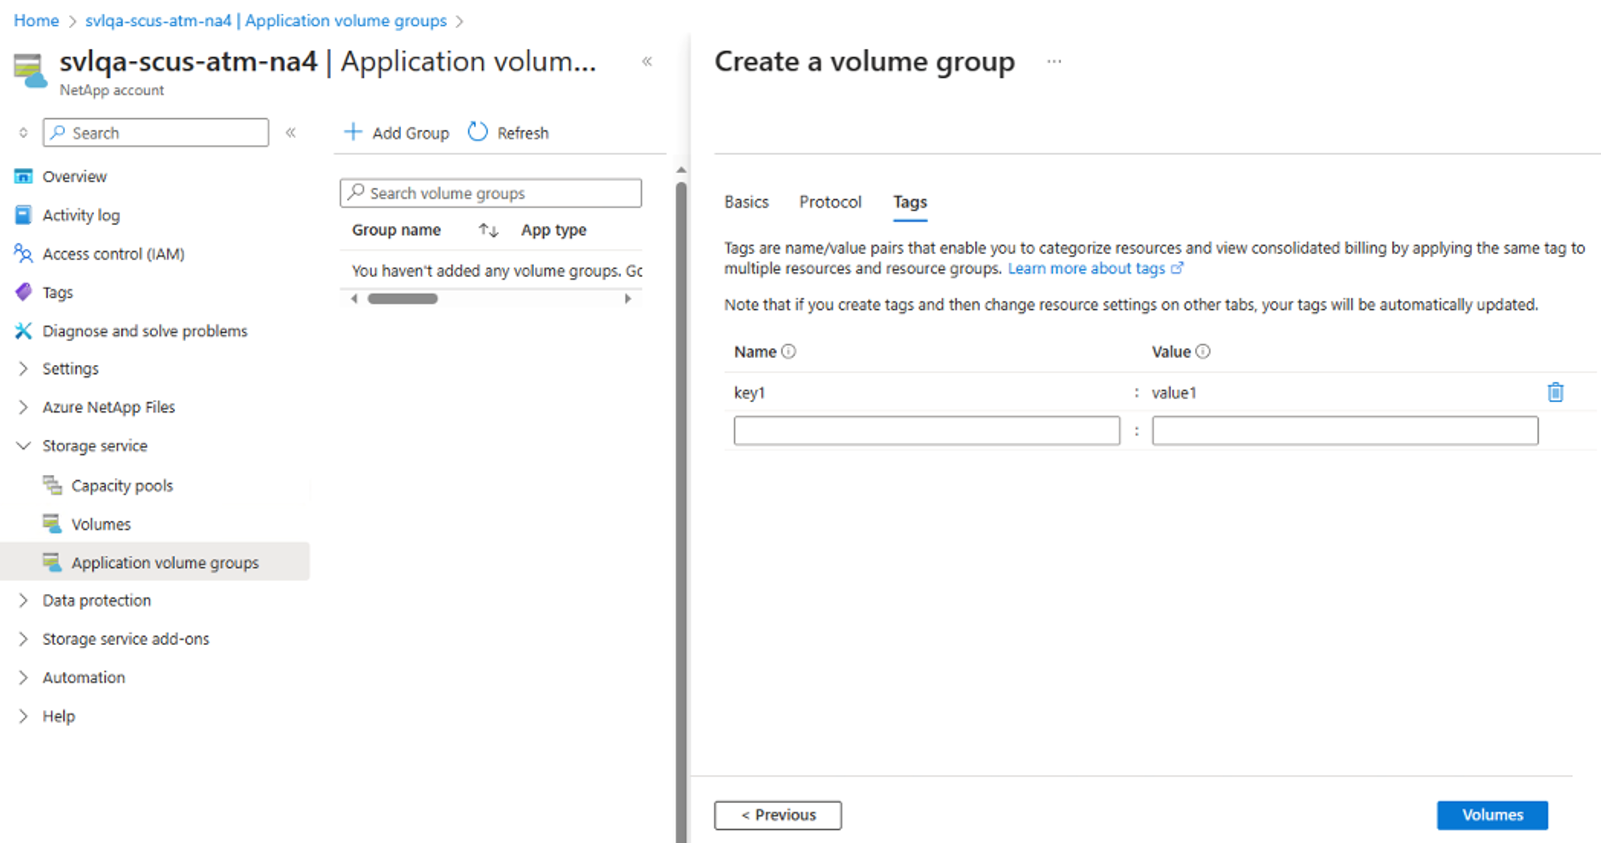 Home > svlqa-scus-atm-na4 | Application volume groups >
svlqa-scus-atm-na4 | Application volum...
NetApp account
Search
Overview
Activity log
Access control (IAM)
Tags
Diagnose and solve problems
Settings
Azure NetApp Files
Storage service
Capacity pools
Volumes
Application volume groups
Data protection
Storage service add-ons
Automation
Help
Add Group Refresh
Search volume groups
Group name App type
You haven't added any volume groups. Gc
Create a volume group ...
Basics Protocol Tags
Tags are name/value pairs that enable you to categorize resources and view consolidated billing by applying the same tag to
multiple resources and resource groups. Learn more about tags
Note that if you create tags and then change resource settings on other tabs, your tags will be automatically updated.
Name Value
key1 : value1
:
< Previous Volumes